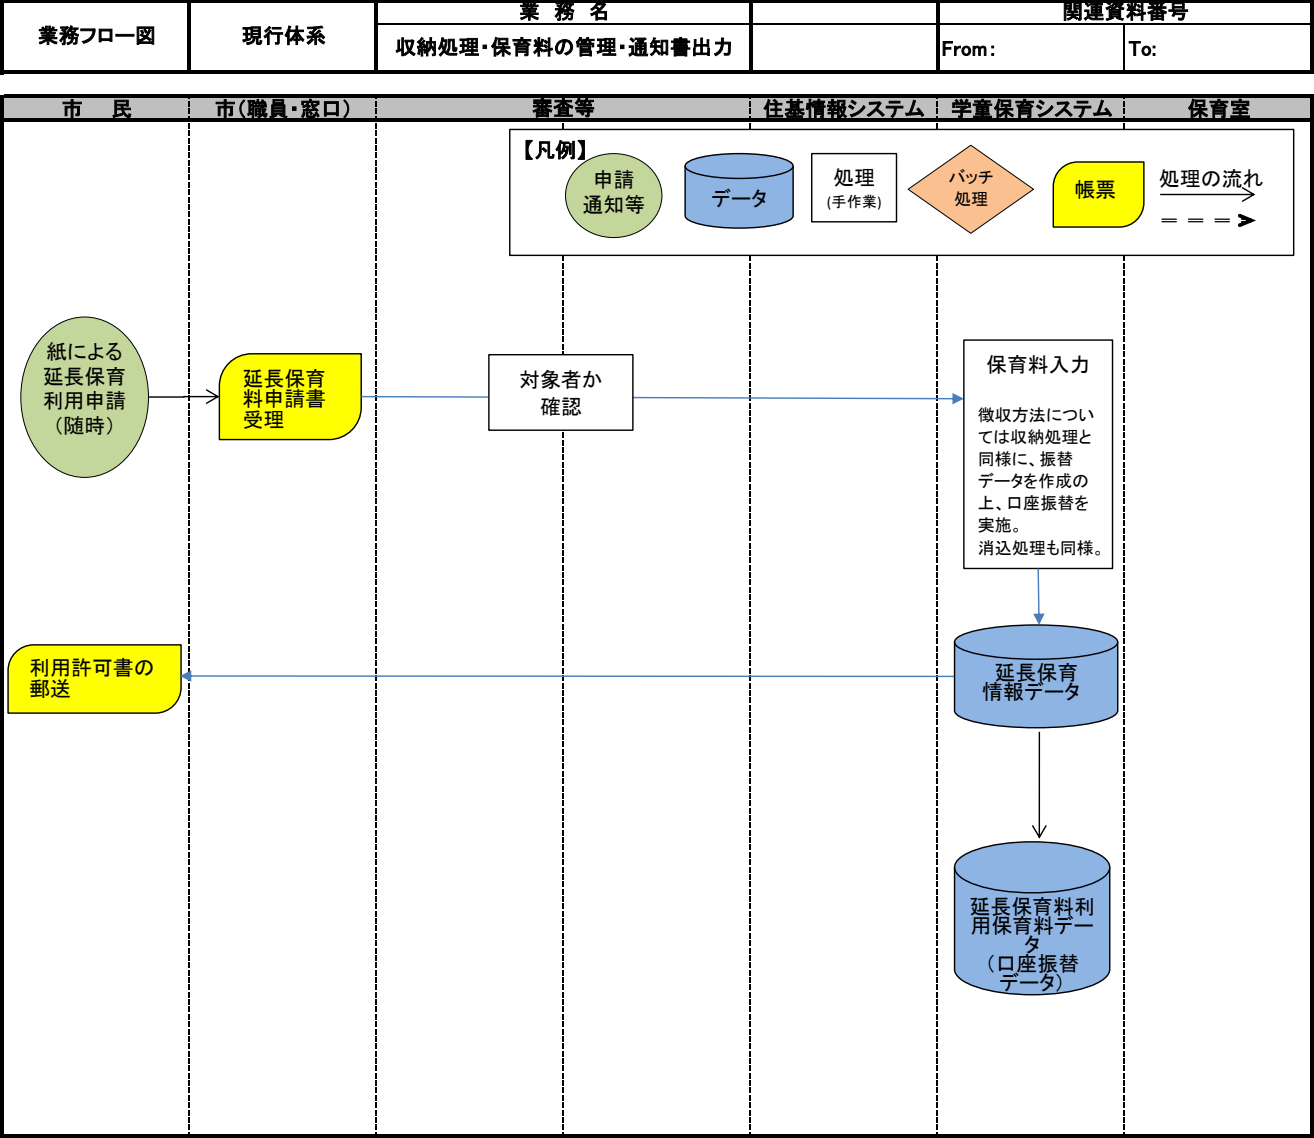 業務フロー図
現行体系
業 務 名
収納処理・保育料の管理・通知書出力
関連資料番号
From:
To:
市 民
市(職員・窓口)
審査等
住基情報システム
学童保育システム
保育室
【凡例】
申請
通知等
データ
処理
(手作業)
バッチ
処理
帳票
処理の流れ
紙による
延長保育
利用申請
(随時)
延長保育
料申請書
受理
対象者か
確認
保育料入力
徴収方法につい
ては収納処理と
同様に、振替
データを作成の
上、口座振替を
実施。
消込処理も同様。
利用許可書の
郵送
延長保育
情報データ
延長保育料利
用保育料デー
タ
(口座振替
データ)